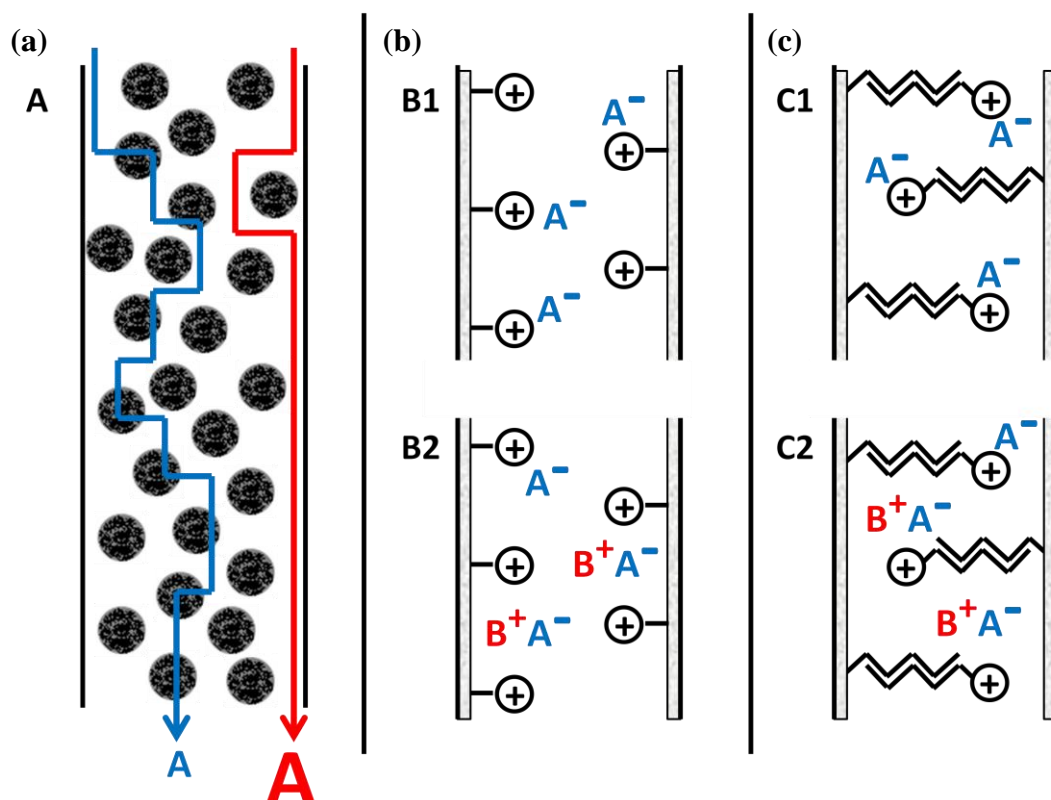 (a)
A
A
A
(b)
B1
+
A⁻
+
+
A⁻
+
A⁻
+
B2
+
A⁻
+
+
B⁺A⁻
B⁺A⁻
+
+
(c)
C1
+
A⁻
A⁻
+
A⁻
+
C2
A⁻
+
B⁺A⁻
+
B⁺A⁻
+